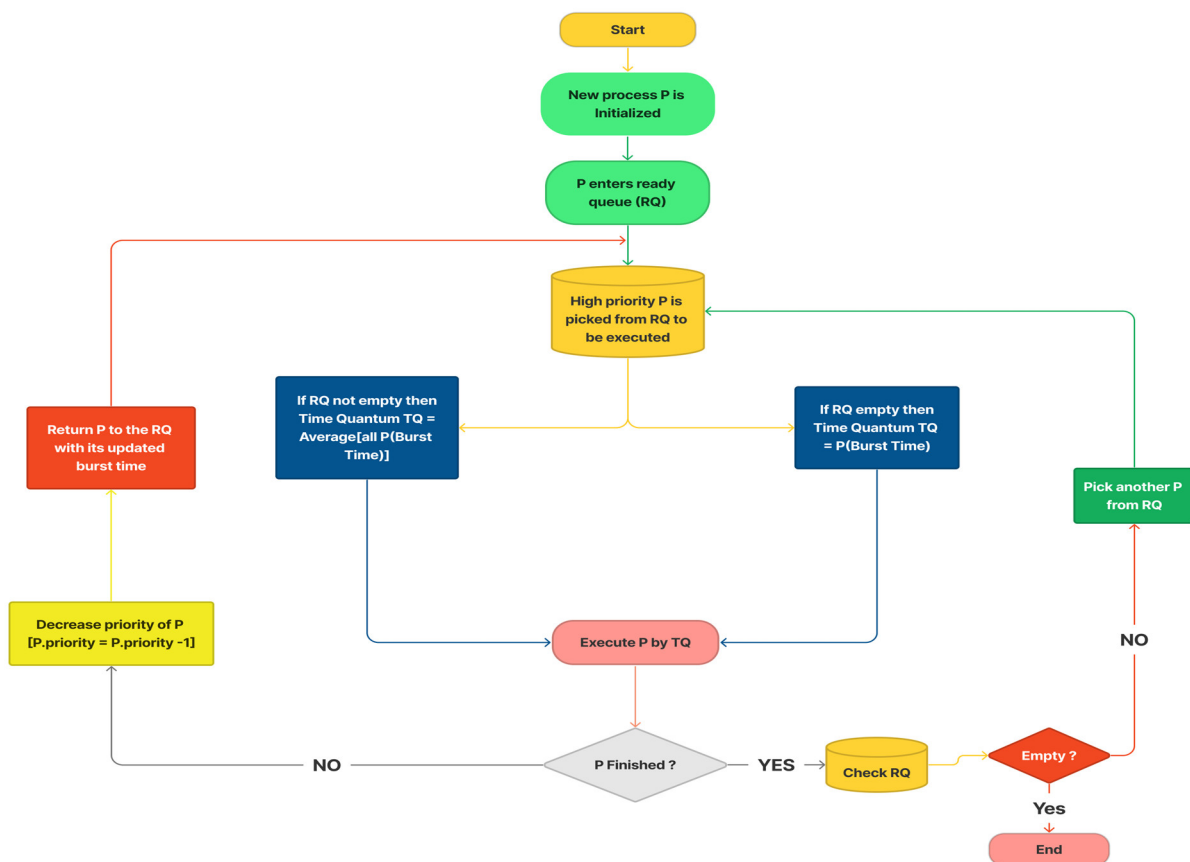 Start
New process P is
Initialized
P enters ready
queue (RQ)
High priority P is
picked from RQ to
be executed
If RQ not empty then
Time Quantum TQ =
Average[all P(Burst
Time)]
If RQ empty then
Time Quantum TQ
= P(Burst Time)
Return P to the RQ
with its updated
burst time
Pick another P
from RQ
Decrease priority of P
[P.priority = P.priority -1]
Execute P by TQ
NO
P Finished ?
NO
YES
Check RQ
Empty ?
Yes
End